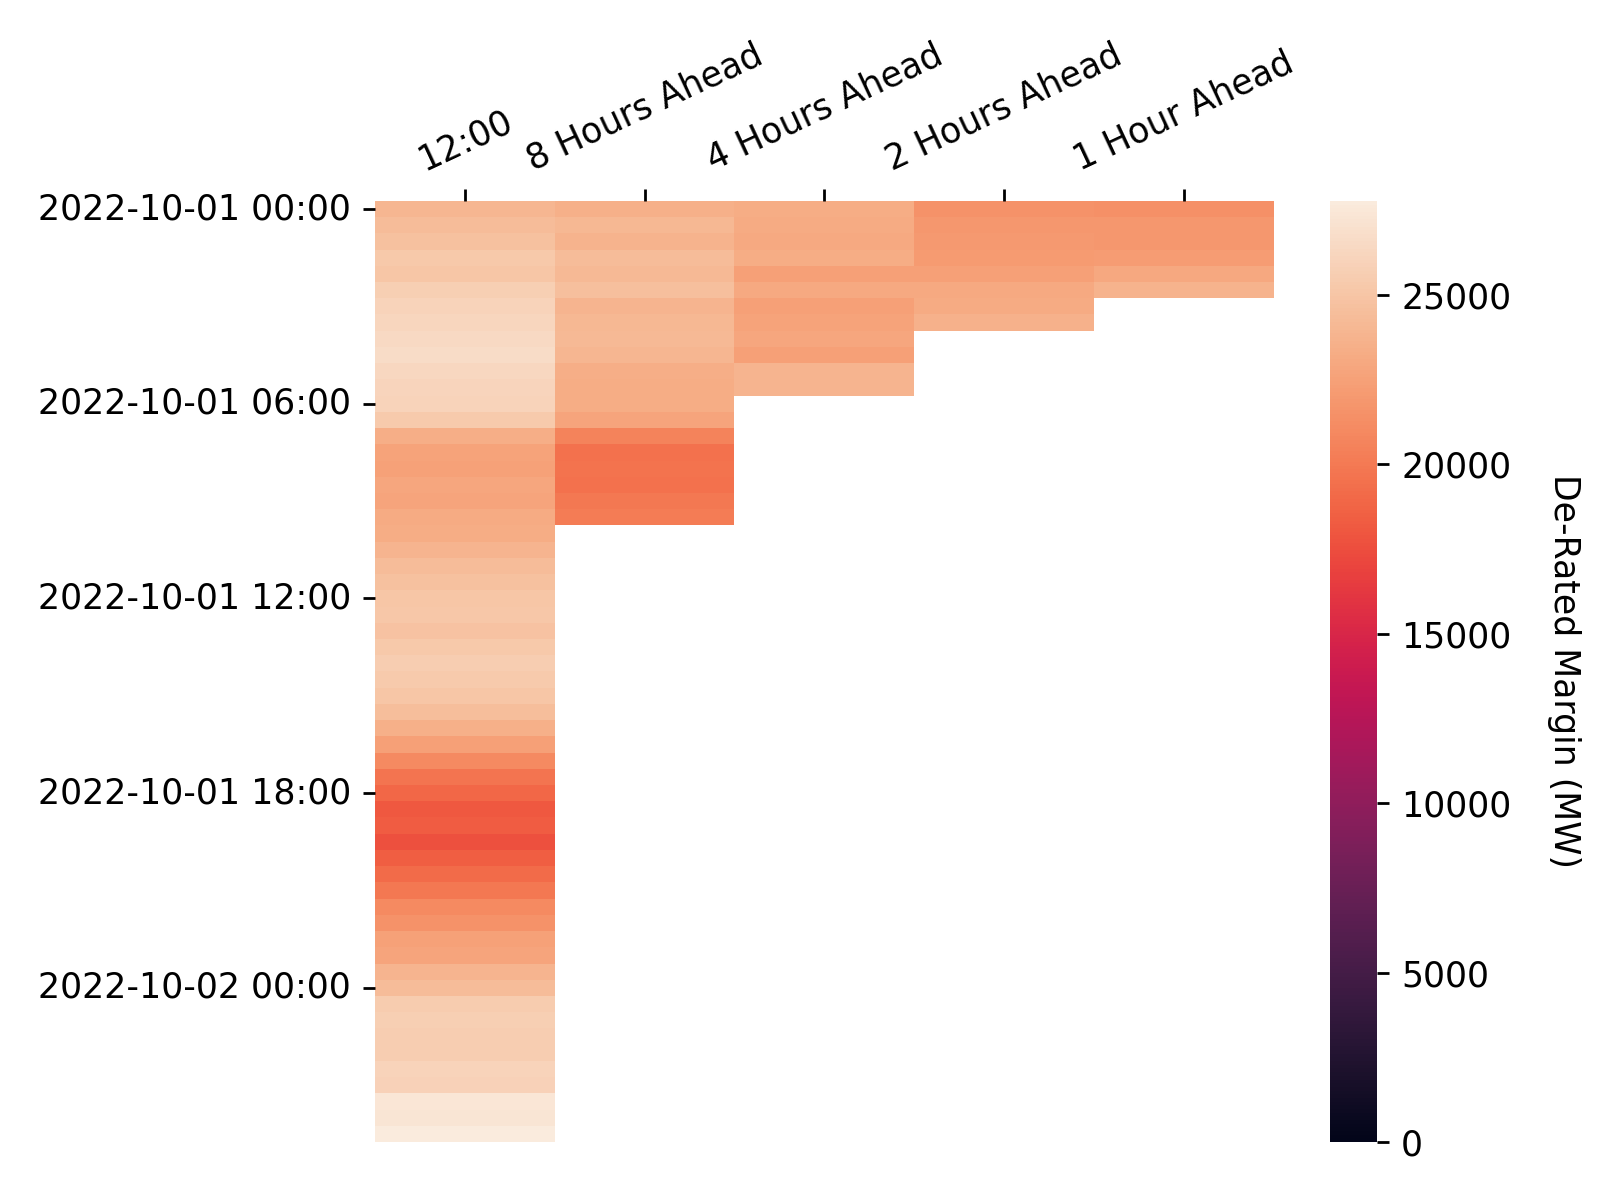 12:00
8 Hours Ahead
4 Hours Ahead
2 Hours Ahead
1 Hour Ahead
2022-10-01 00:00
2022-10-01 06:00
2022-10-01 12:00
2022-10-01 18:00
2022-10-02 00:00
25000
20000
15000
10000
5000
0
De-Rated Margin (MW)